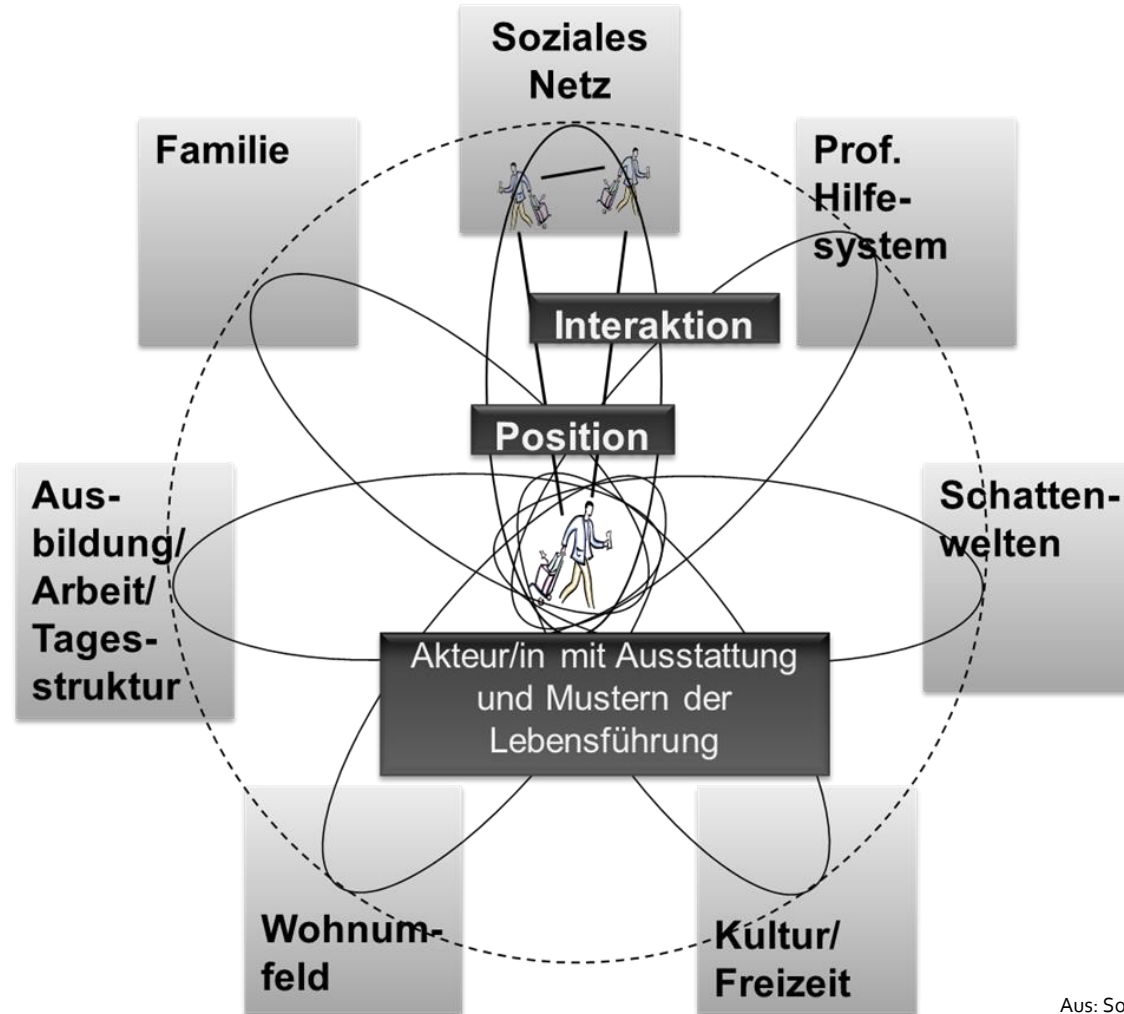 Soziales
Netz
Familie
Prof.
Hilfe-
system
Interaktion
Position
Aus-
bildung/
Arbeit/
Tages-
struktur
Schatten-
welten
Akteur/in mit Ausstattung
und Mustern der
Lebensführung
Wohnum-
feld
Kultur/
Freizeit
Aus: So